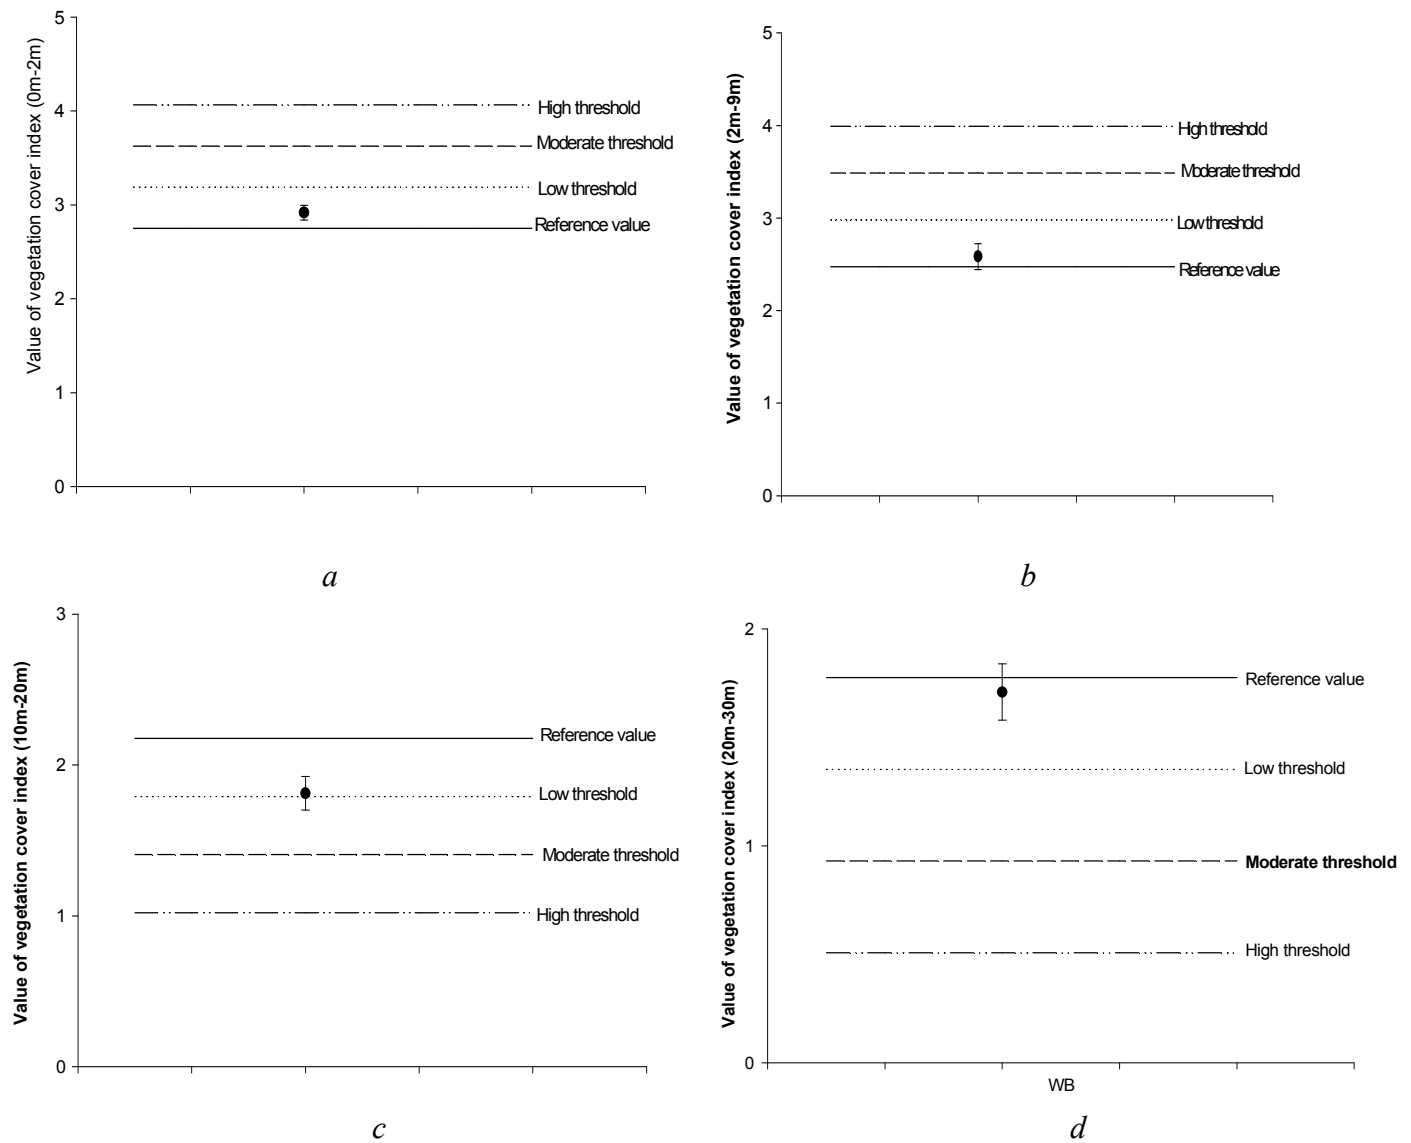 Value of vegetation cover index (0m-2m)
5
4
3
2
1
0
High threshold
Moderate threshold
Low threshold
Reference value
a
Value of vegetation cover index (2m-9m)
5
4
3
2
1
0
High threshold
Moderate threshold
Low threshold
Reference value
b
Value of vegetation cover index (10m-20m)
3
2
1
0
Reference value
Low threshold
Moderate threshold
High threshold
c
Value of vegetation cover index (20m-30m)
2
1
0
Reference value
Low threshold
Moderate threshold
High threshold
WB
d